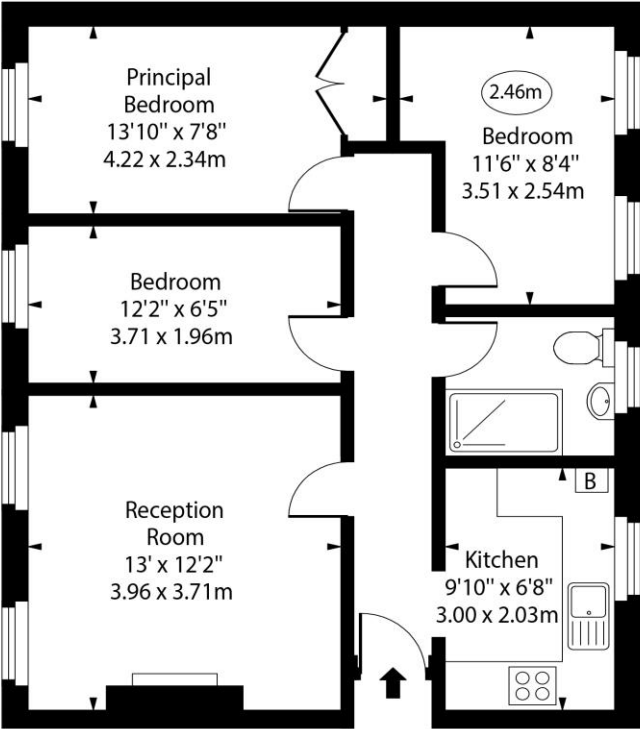 Principal
Bedroom
13'10" x 7'8"
4.22 x 2.34m
2.46m
Bedroom
11'6" x 8'4"
3.51 x 2.54m
Bedroom
12'2" x 6'5"
3.71 x 1.96m
Reception
Room
13' x 12'2"
3.96 x 3.71m
B
Kitchen
9'10" x 6'8"
3.00 x 2.03m